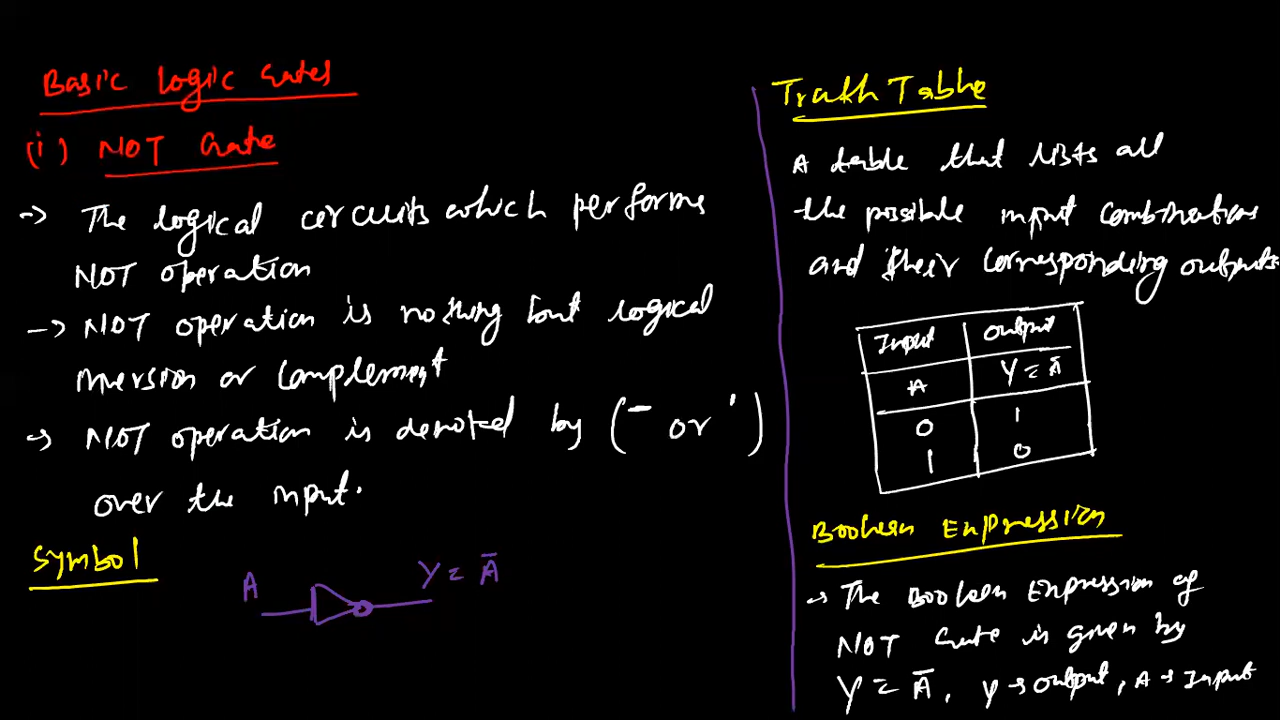 Basic Logic Gates
(i) NOT Gate
-> The logical circuits which performs
NOT operation
-> NOT operation is nothing but logical
inversion or complement
-> NOT operation is denoted by (¯ or ')
over the input.
Symbol
A Y = Ā
Truth Table
A table that lists all
the possible input combinations
and their corresponding outputs
Input Output
A Y = Ā
0 1
1 0
Boolean Expression
-> The Boolean Expression of
NOT Gate is given by
Y = Ā, Y -> output, A -> Input